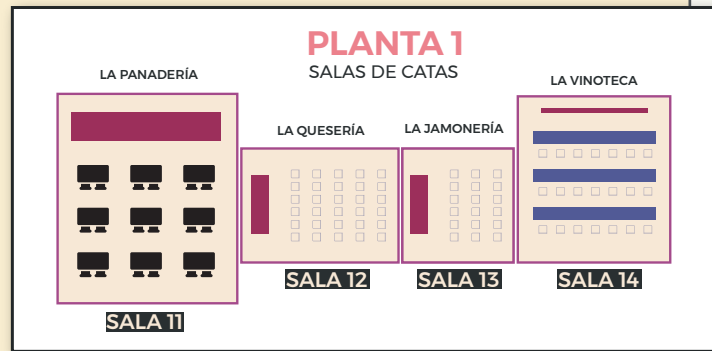 PLANTA 1
SALAS DE CATAS
LA PANADERÍA
LA QUESERÍA
LA JAMONERÍA
LA VINOTECA
SALA 11
SALA 12
SALA 13
SALA 14